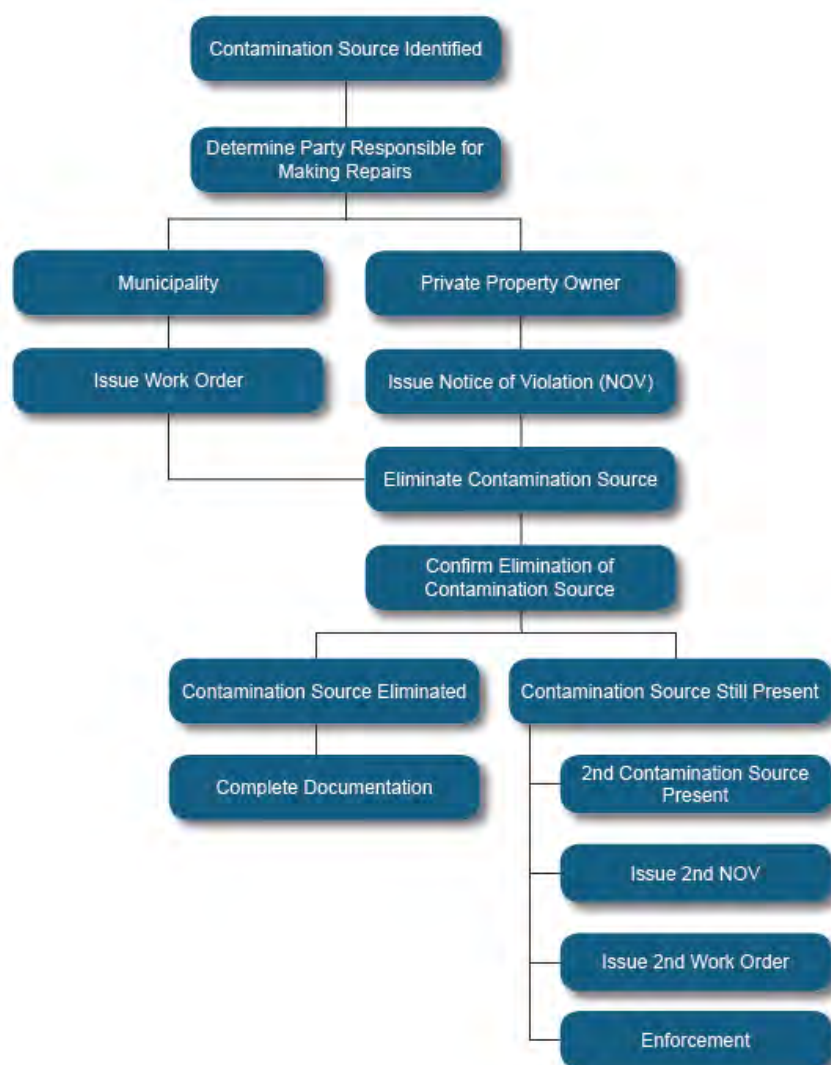 Contamination Source Identified
Determine Party Responsible for
Making Repairs
Municipality
Private Property Owner
Issue Work Order
Issue Notice of Violation (NOV)
Eliminate Contamination Source
Confirm Elimination of
Contamination Source
Contamination Source Eliminated
Contamination Source Still Present
Complete Documentation
2nd Contamination Source
Present
Issue 2nd NOV
Issue 2nd Work Order
Enforcement